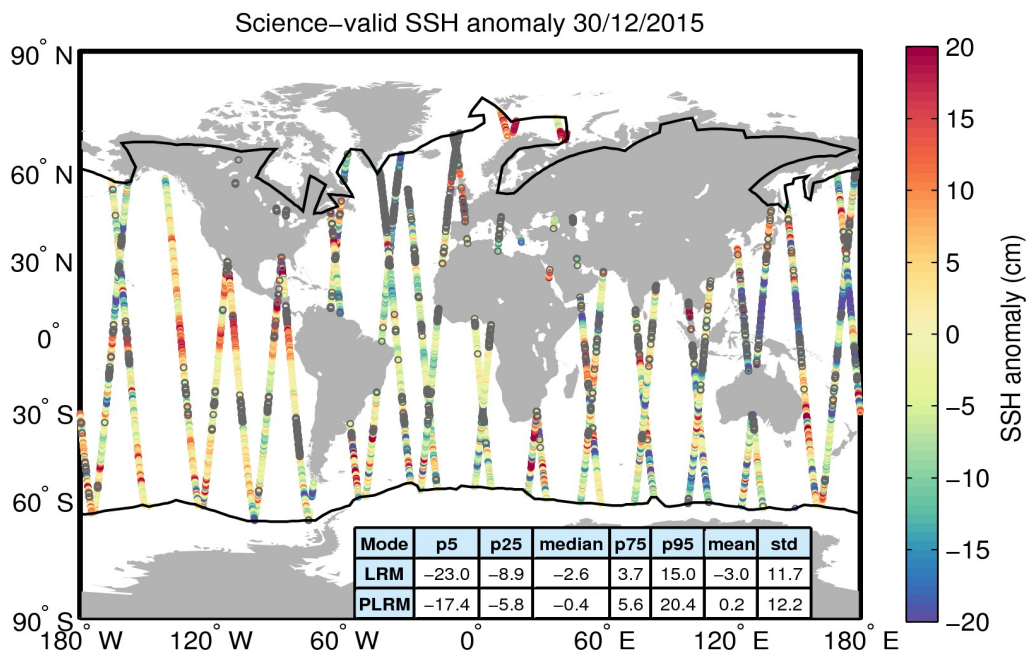 Science−valid SSH anomaly 30/12/2015
90° N
60° N
30° N
0°
30° S
60° S
90° S
180° W
120° W
60° W
0°
60° E
120° E
180° E
Mode p5 p25 median p75 p95 mean std
LRM −23.0 −8.9 −2.6 3.7 15.0 −3.0 11.7
PLRM −17.4 −5.8 −0.4 5.6 20.4 0.2 12.2
20
15
10
5
0
−5
−10
−15
−20
SSH anomaly (cm)